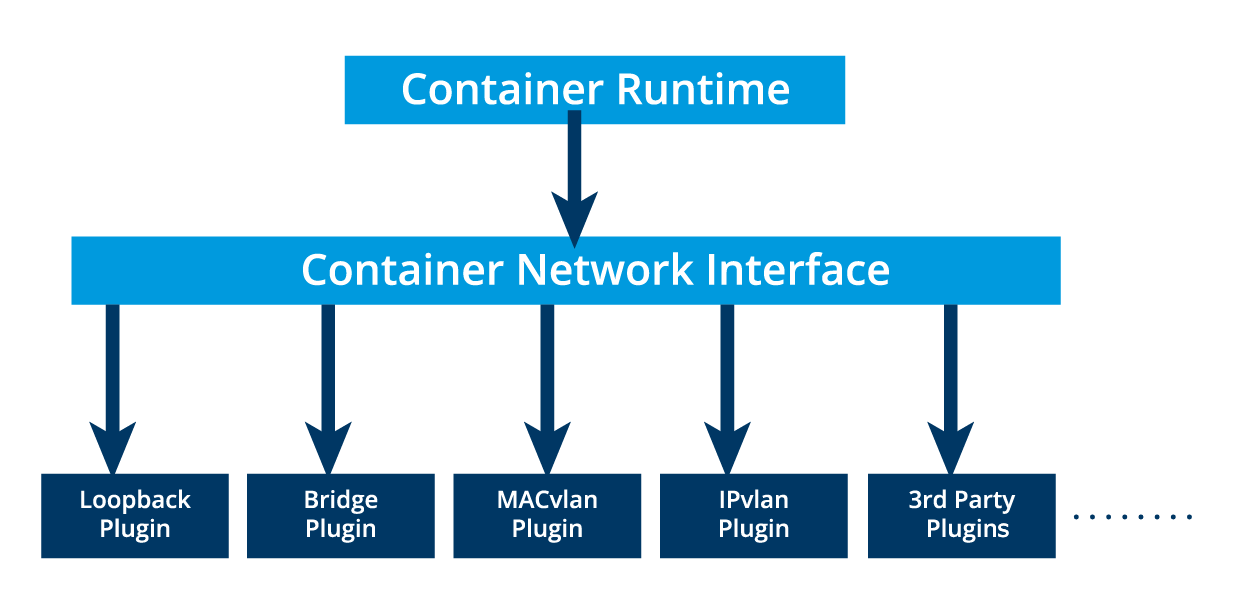 Container Runtime
Container Network Interface
Loopback
Plugin
Bridge
Plugin
MACvlan
Plugin
IPvlan
Plugin
3rd Party
Plugins
........